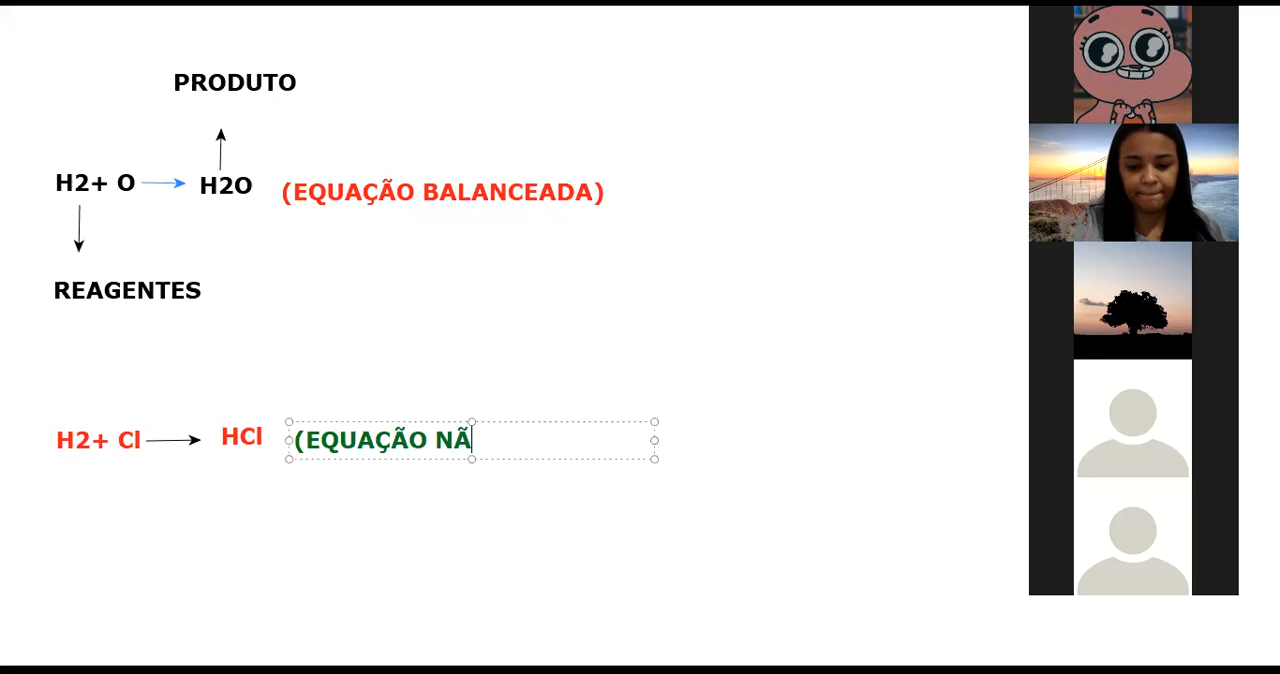 PRODUTO
H2+ O → H2O (EQUAÇÃO BALANCEADA)
REAGENTES
H2+ Cl → HCl (EQUAÇÃO NÃ